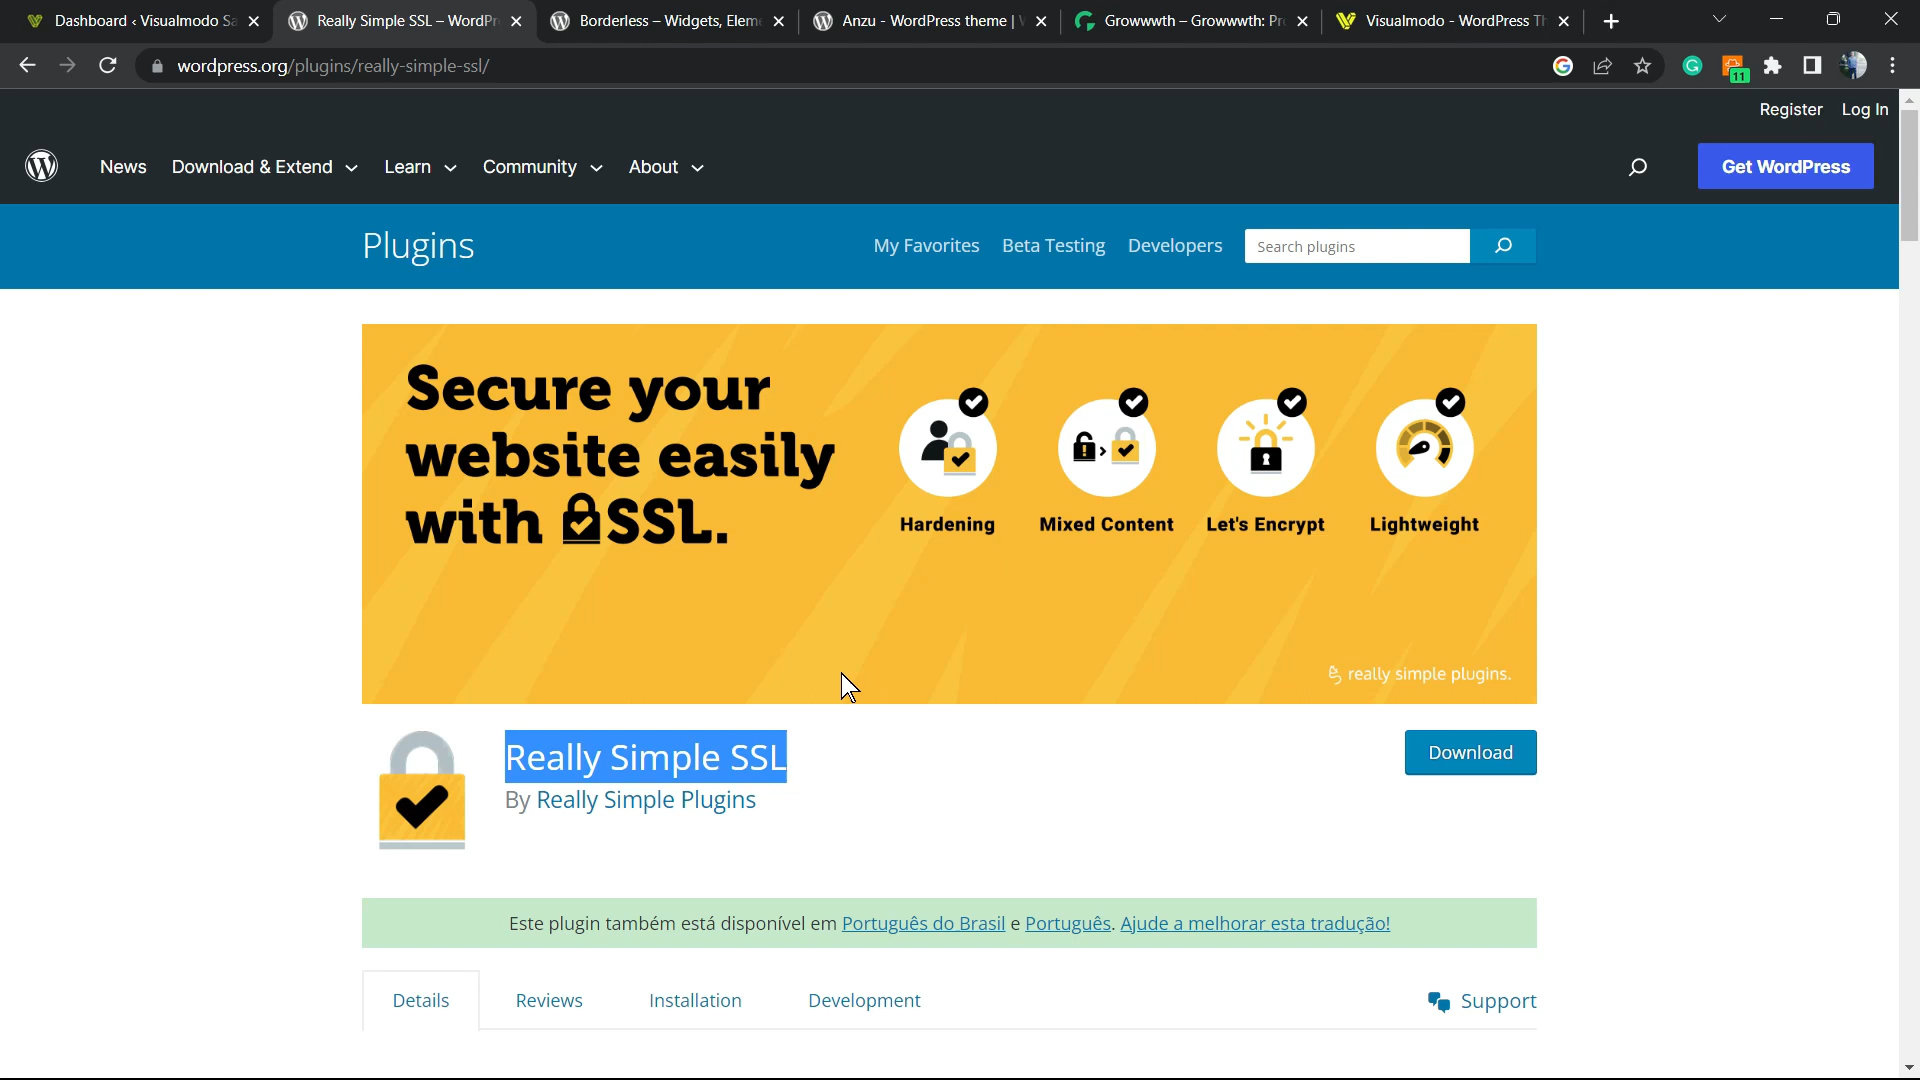 Dashboard ‹ Visualmodo Sa
Really Simple SSL – WordPr
Borderless – Widgets, Elem
Anzu - WordPress theme |
Growwwth – Growwwth: Pr
Visualmodo - WordPress Th
wordpress.org/plugins/really-simple-ssl/
11
Register Log In
News Download & Extend Learn Community About
Get WordPress
Plugins
My Favorites Beta Testing Developers Search plugins
Secure your
website easily
with SSL.
Hardening Mixed Content Let's Encrypt Lightweight
really simple plugins.
Really Simple SSL
Download
By Really Simple Plugins
Este plugin também está disponível em Português do Brasil e Português. Ajude a melhorar esta tradução!
Details Reviews Installation Development Support